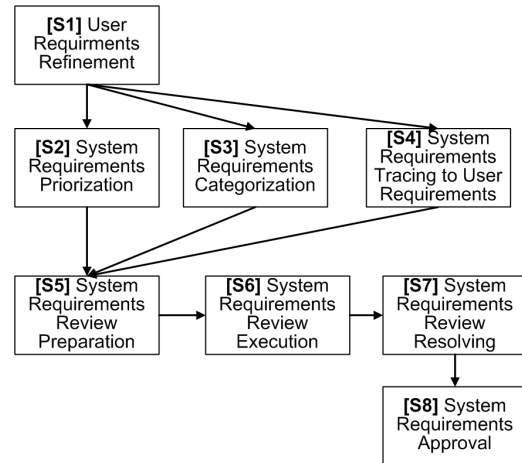 [S1] User
Requirments
Refinement
[S2] System
Requirements
Priorization
[S3] System
Requirements
Categorization
[S4] System
Requirements
Tracing to User
Requirements
[S5] System
Requirements
Review
Preparation
[S6] System
Requirements
Review
Execution
[S7] System
Requirements
Review
Resolving
[S8] System
Requirements
Approval